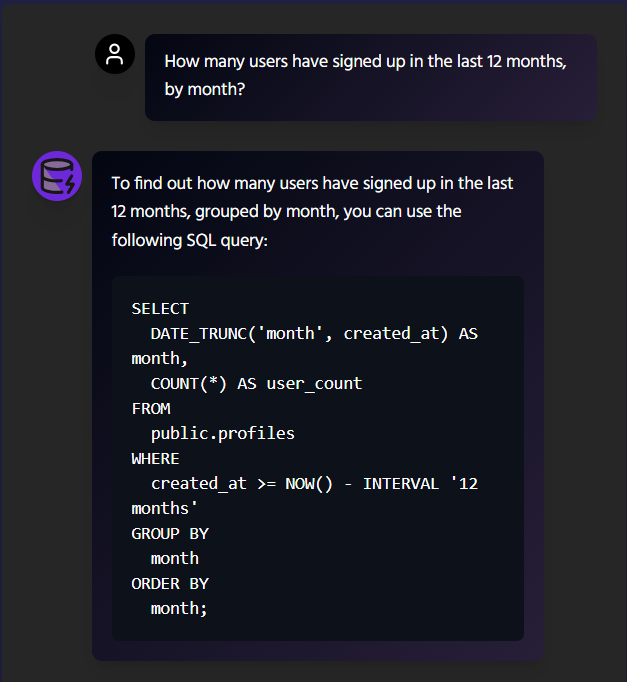 How many users have signed up in the last 12 months,
by month?
To find out how many users have signed up in the last
12 months, grouped by month, you can use the
following SQL query:
SELECT
  DATE_TRUNC('month', created_at) AS
month,
  COUNT(*) AS user_count
FROM
  public.profiles
WHERE
  created_at >= NOW() - INTERVAL '12
months'
GROUP BY
  month
ORDER BY
  month;